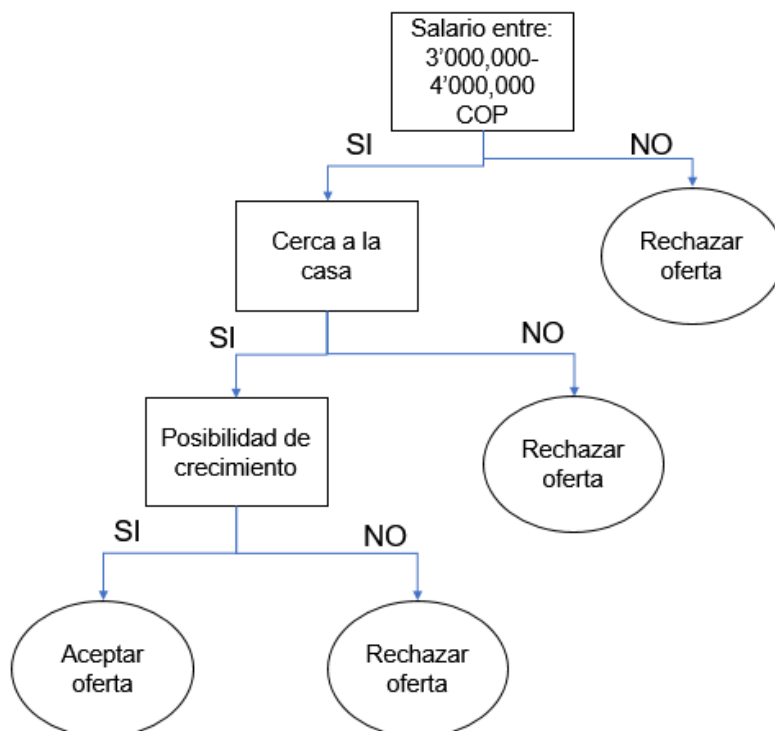 Salario entre:
3’000,000-
4’000,000
COP
SI
NO
Cerca a la
casa
Rechazar
oferta
SI
NO
Posibilidad de
crecimiento
Rechazar
oferta
SI
NO
Aceptar
oferta
Rechazar
oferta